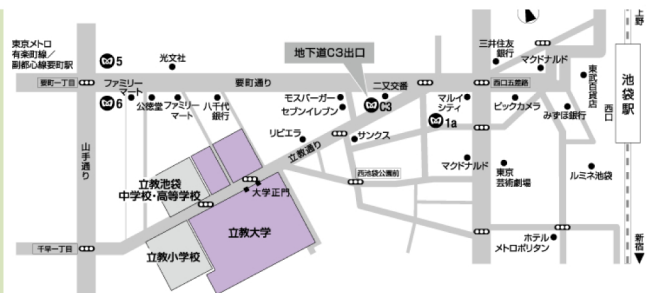 上野
東京メトロ
有楽町線／
副都心線要町駅
5
光文社
地下道C3出口
三井住友
銀行
マクドナルド
東武百貨店
池袋駅
西口
要町一丁目
ファミリー
マート
要町通り
二又交番
西口五差路
6
公徳堂
ファミリー
マート
八千代
銀行
モスバーガー
セブンイレブン
C3
マルイ
シティ
ビックカメラ
みずほ銀行
1a
リビエラ
立教通り
サンクス
山手通り
西池袋公園前
マクドナルド
東京
芸術劇場
ルミネ池袋
立教池袋
中学校・高等学校
大学正門
立教大学
千早一丁目
立教小学校
ホテル
メトロポリタン
新宿